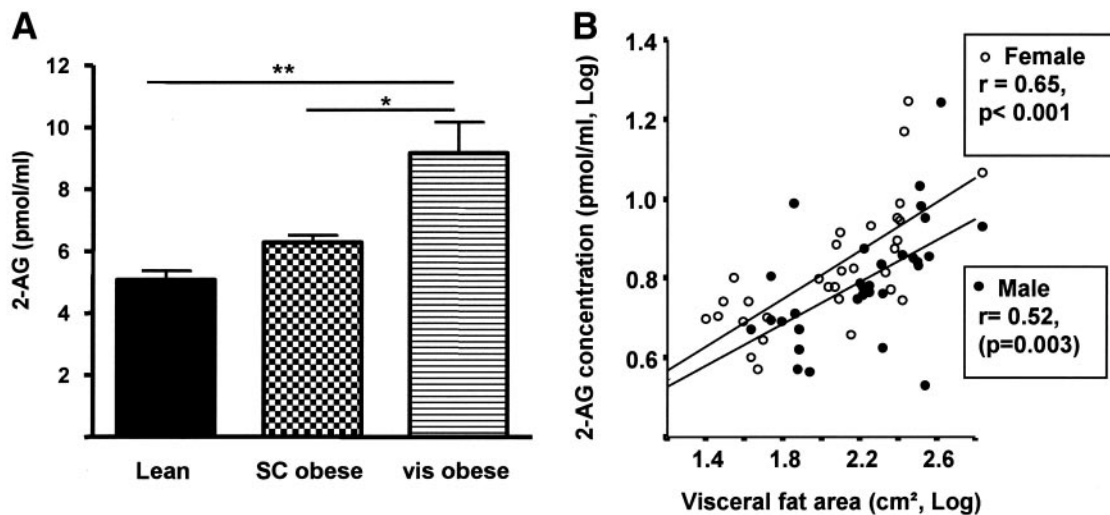 A
2-AG (pmol/ml)
12
10
8
6
4
2
**
*
Lean SC obese vis obese
B
2-AG concentration (pmol/ml, Log)
1.4
1.2
1.0
0.8
0.6
1.4 1.8 2.2 2.6
Visceral fat area (cm², Log)
Female
r = 0.65,
p< 0.001
Male
r= 0.52,
(p=0.003)